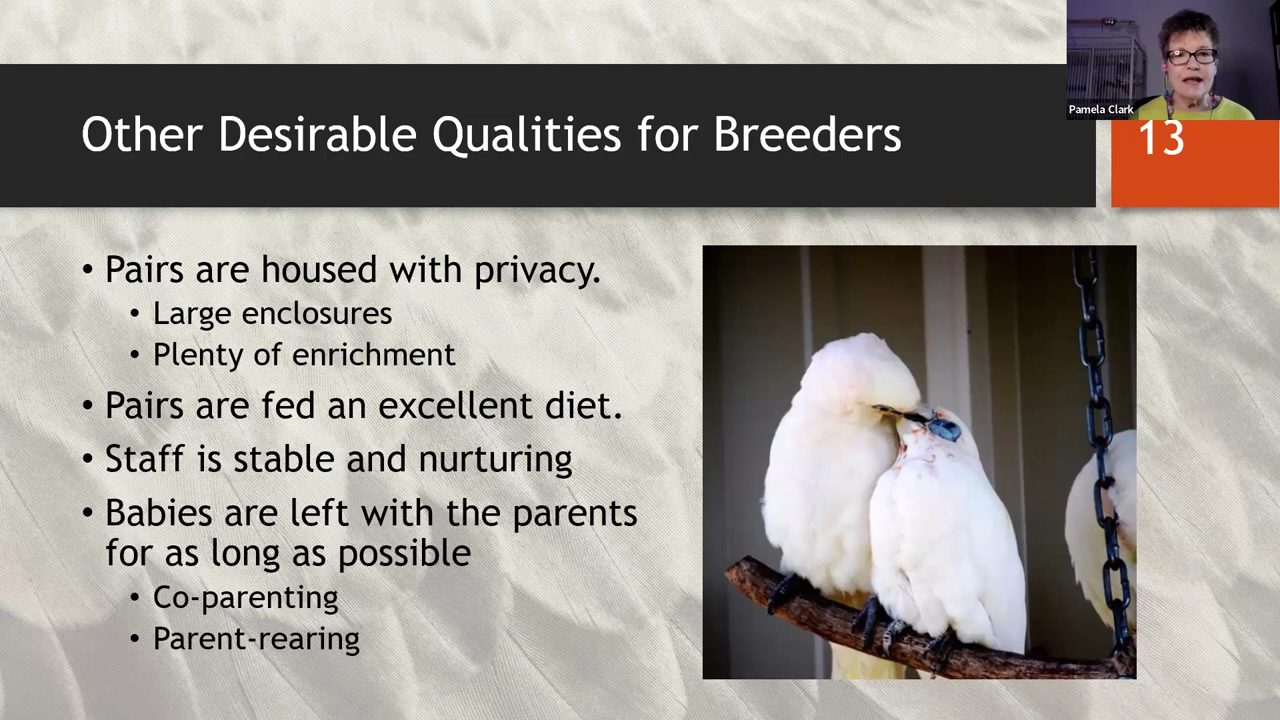 Pamela Clark
Other Desirable Qualities for Breeders
13
• Pairs are housed with privacy.
• Large enclosures
• Plenty of enrichment
• Pairs are fed an excellent diet.
• Staff is stable and nurturing
• Babies are left with the parents
for as long as possible
• Co-parenting
• Parent-rearing